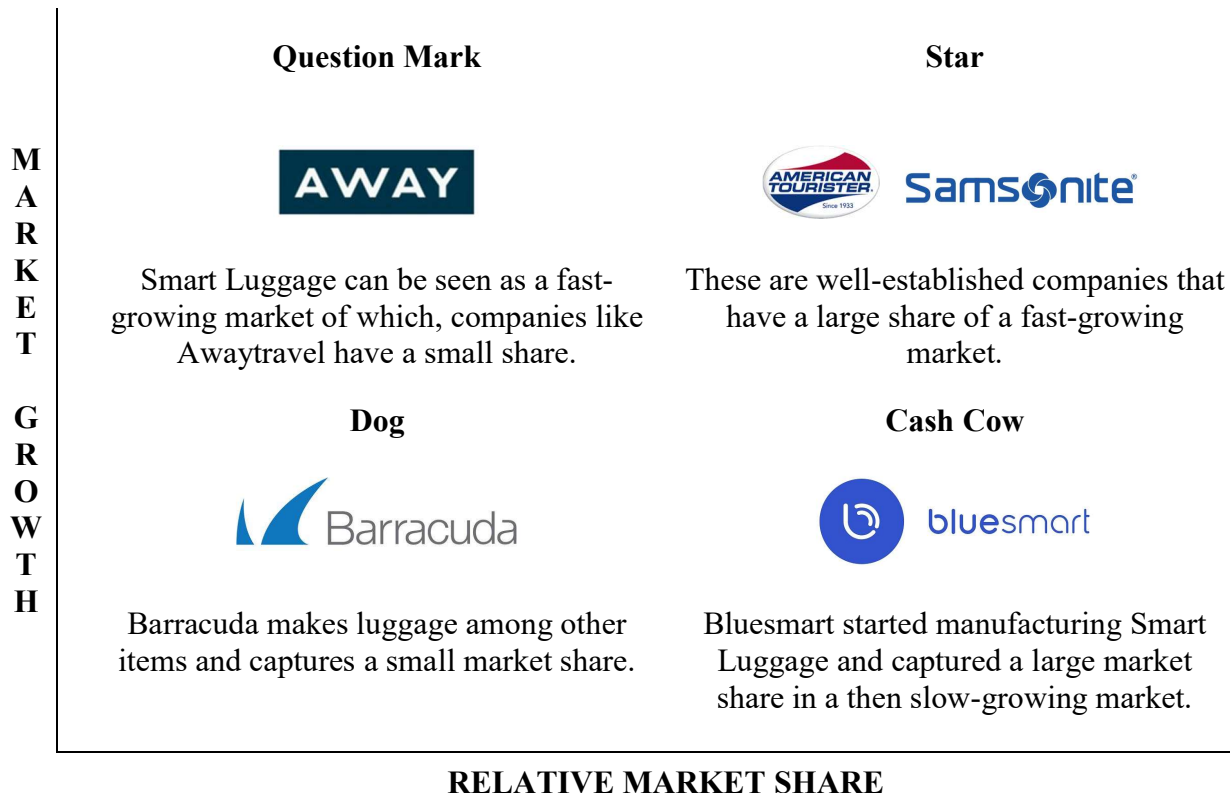 Question Mark
Star
MARKET GROWTH
AWAY
AMERICAN
TOURISTER.
Since 1933
Samsonite®
Smart Luggage can be seen as a fast-
growing market of which, companies like
Awaytravel have a small share.
These are well-established companies that
have a large share of a fast-growing
market.
Dog
Cash Cow
Barracuda
bluesmart
Barracuda makes luggage among other
items and captures a small market share.
Bluesmart started manufacturing Smart
Luggage and captured a large market
share in a then slow-growing market.
RELATIVE MARKET SHARE